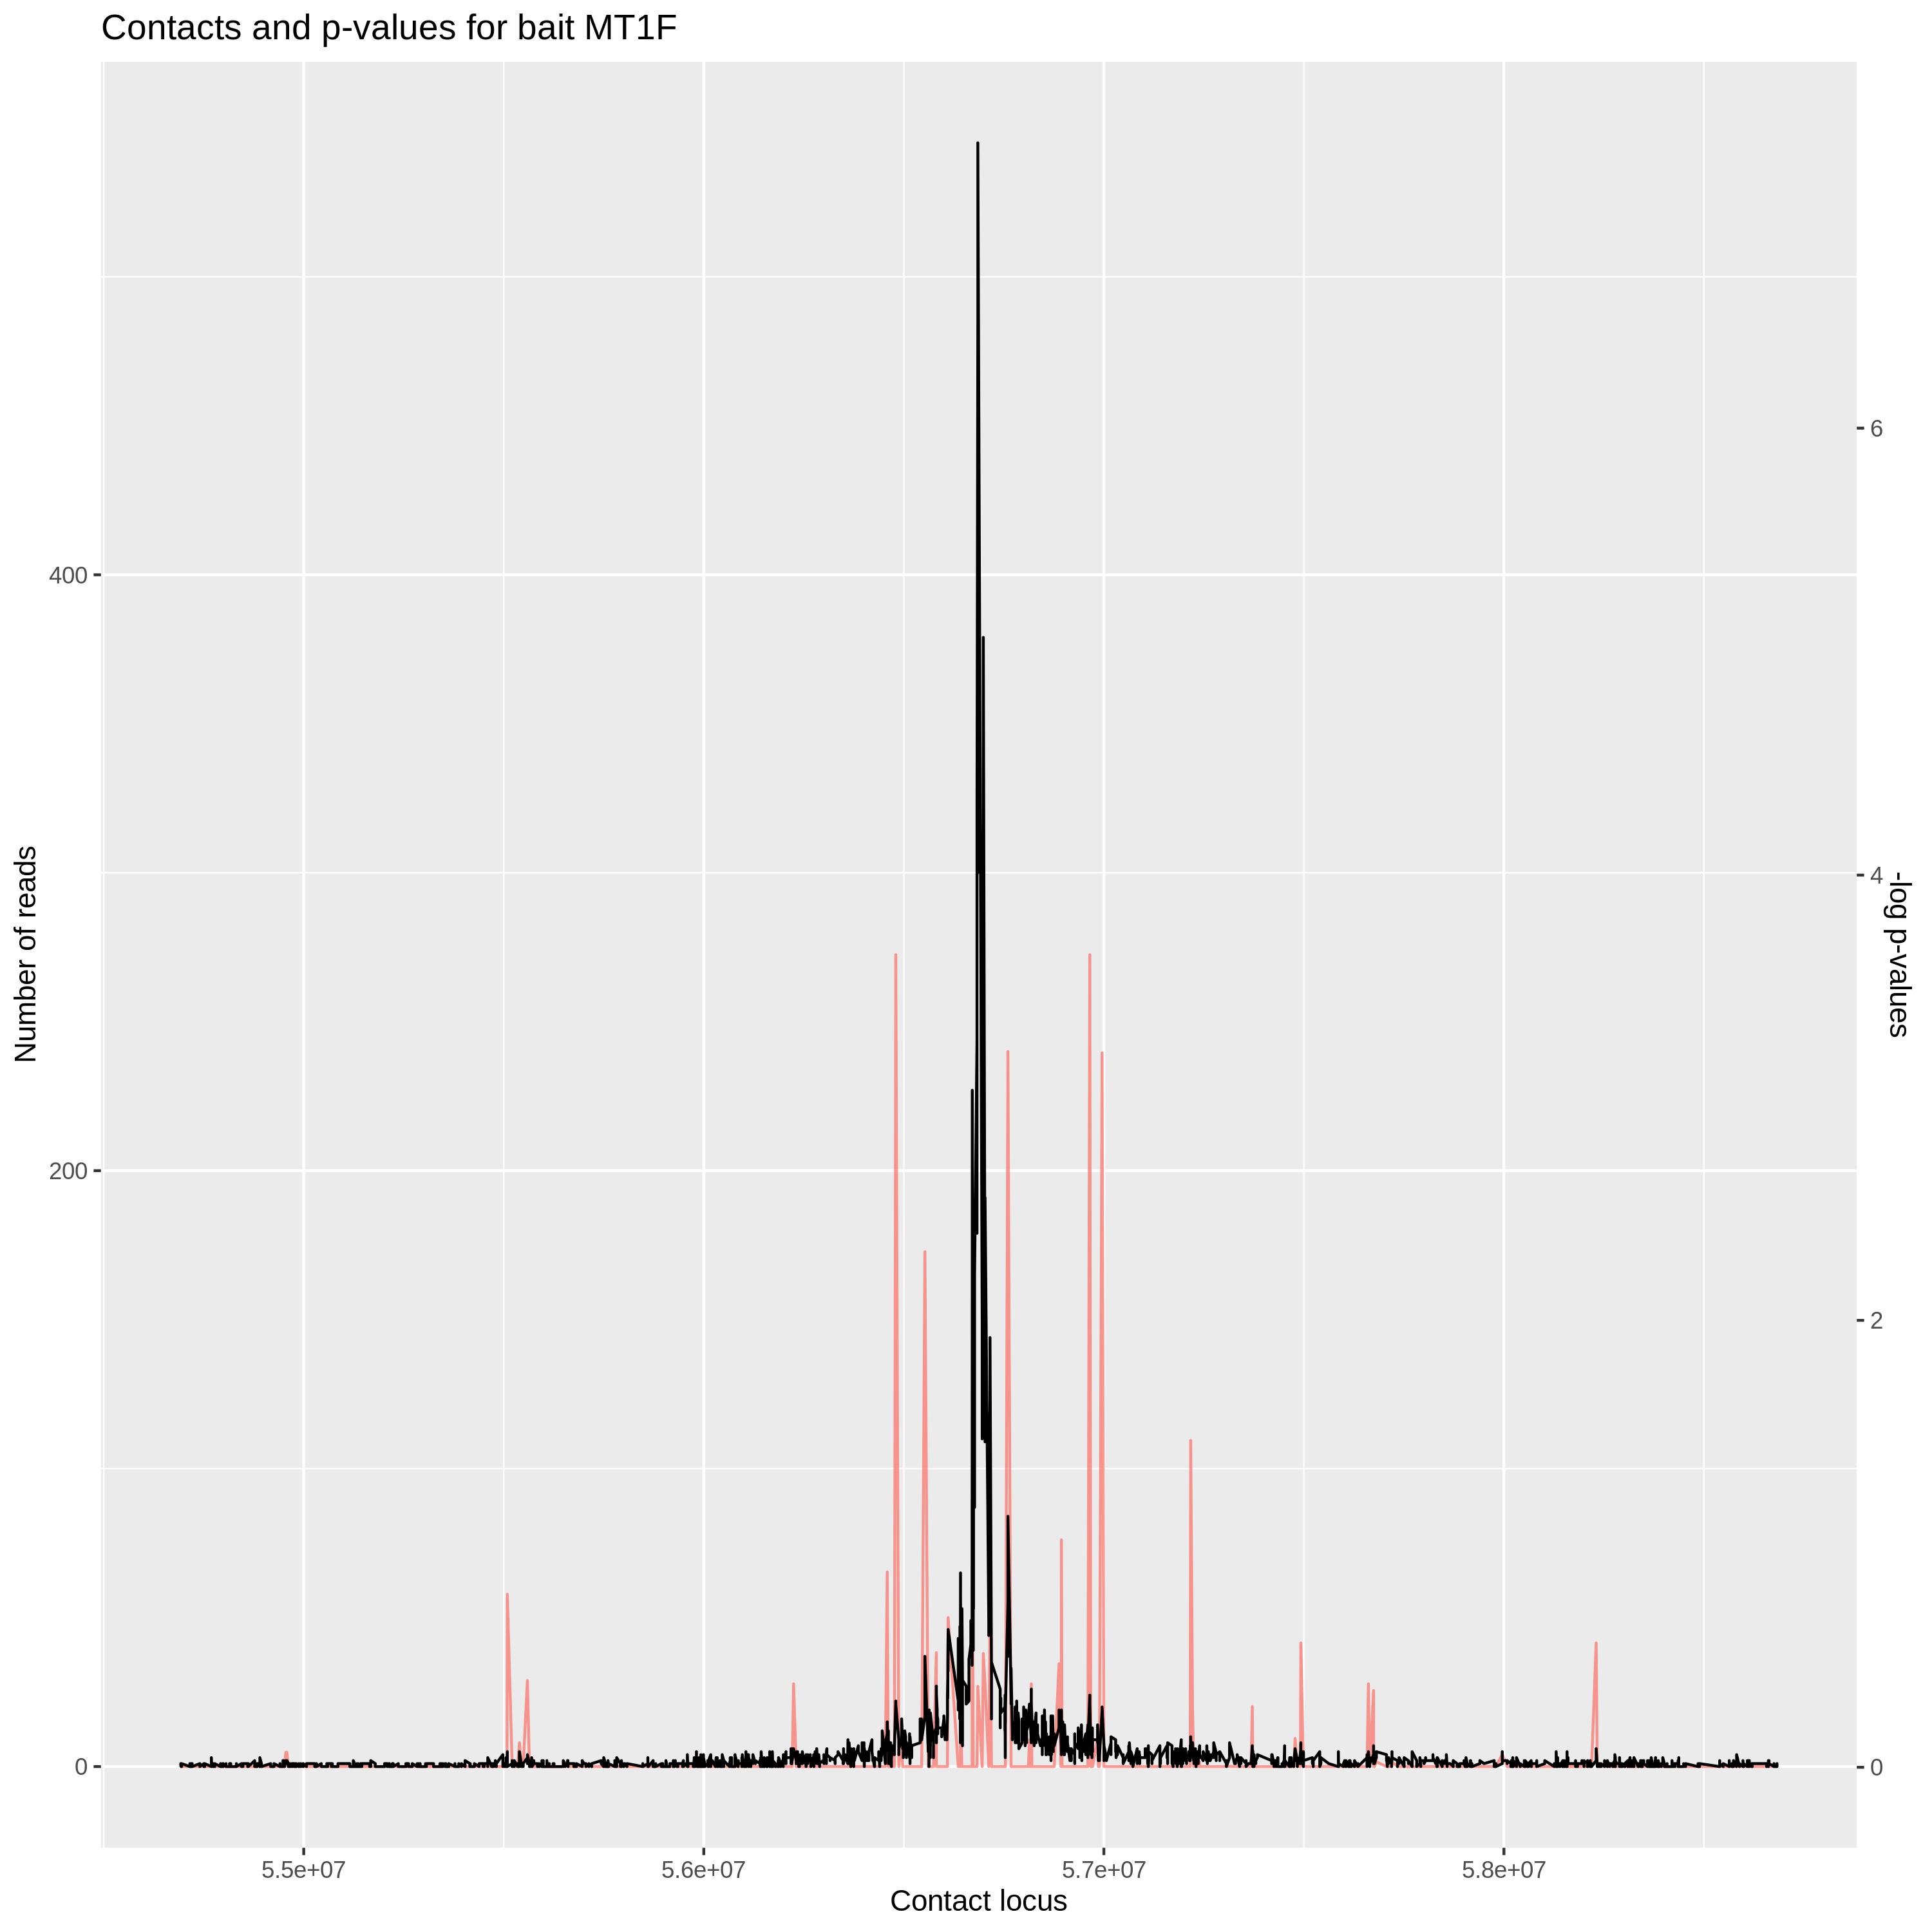 Contacts and p-values for bait MT1F
Number of reads
400
200
0
6
4
2
0
-log p-values
5.5e+07
5.6e+07
5.7e+07
5.8e+07
Contact locus